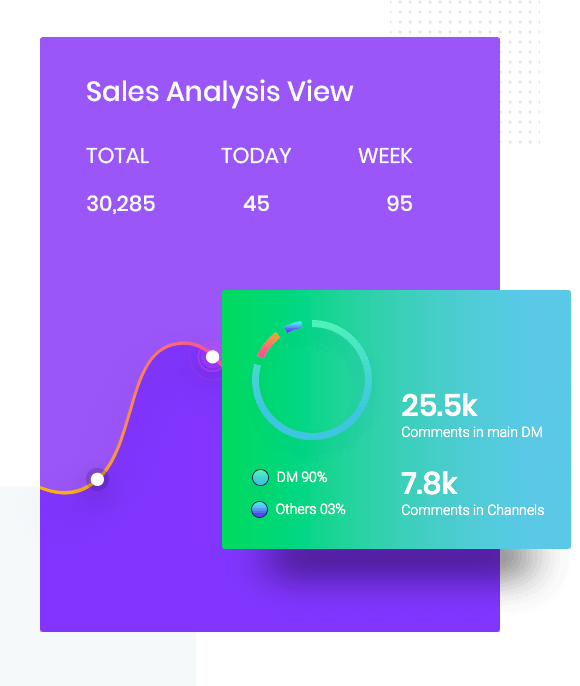 Sales Analysis View
TOTAL TODAY WEEK
30,285 45 95
25.5k
Comments in main DM
7.8k
Comments in Channels
DM 90%
Others 03%